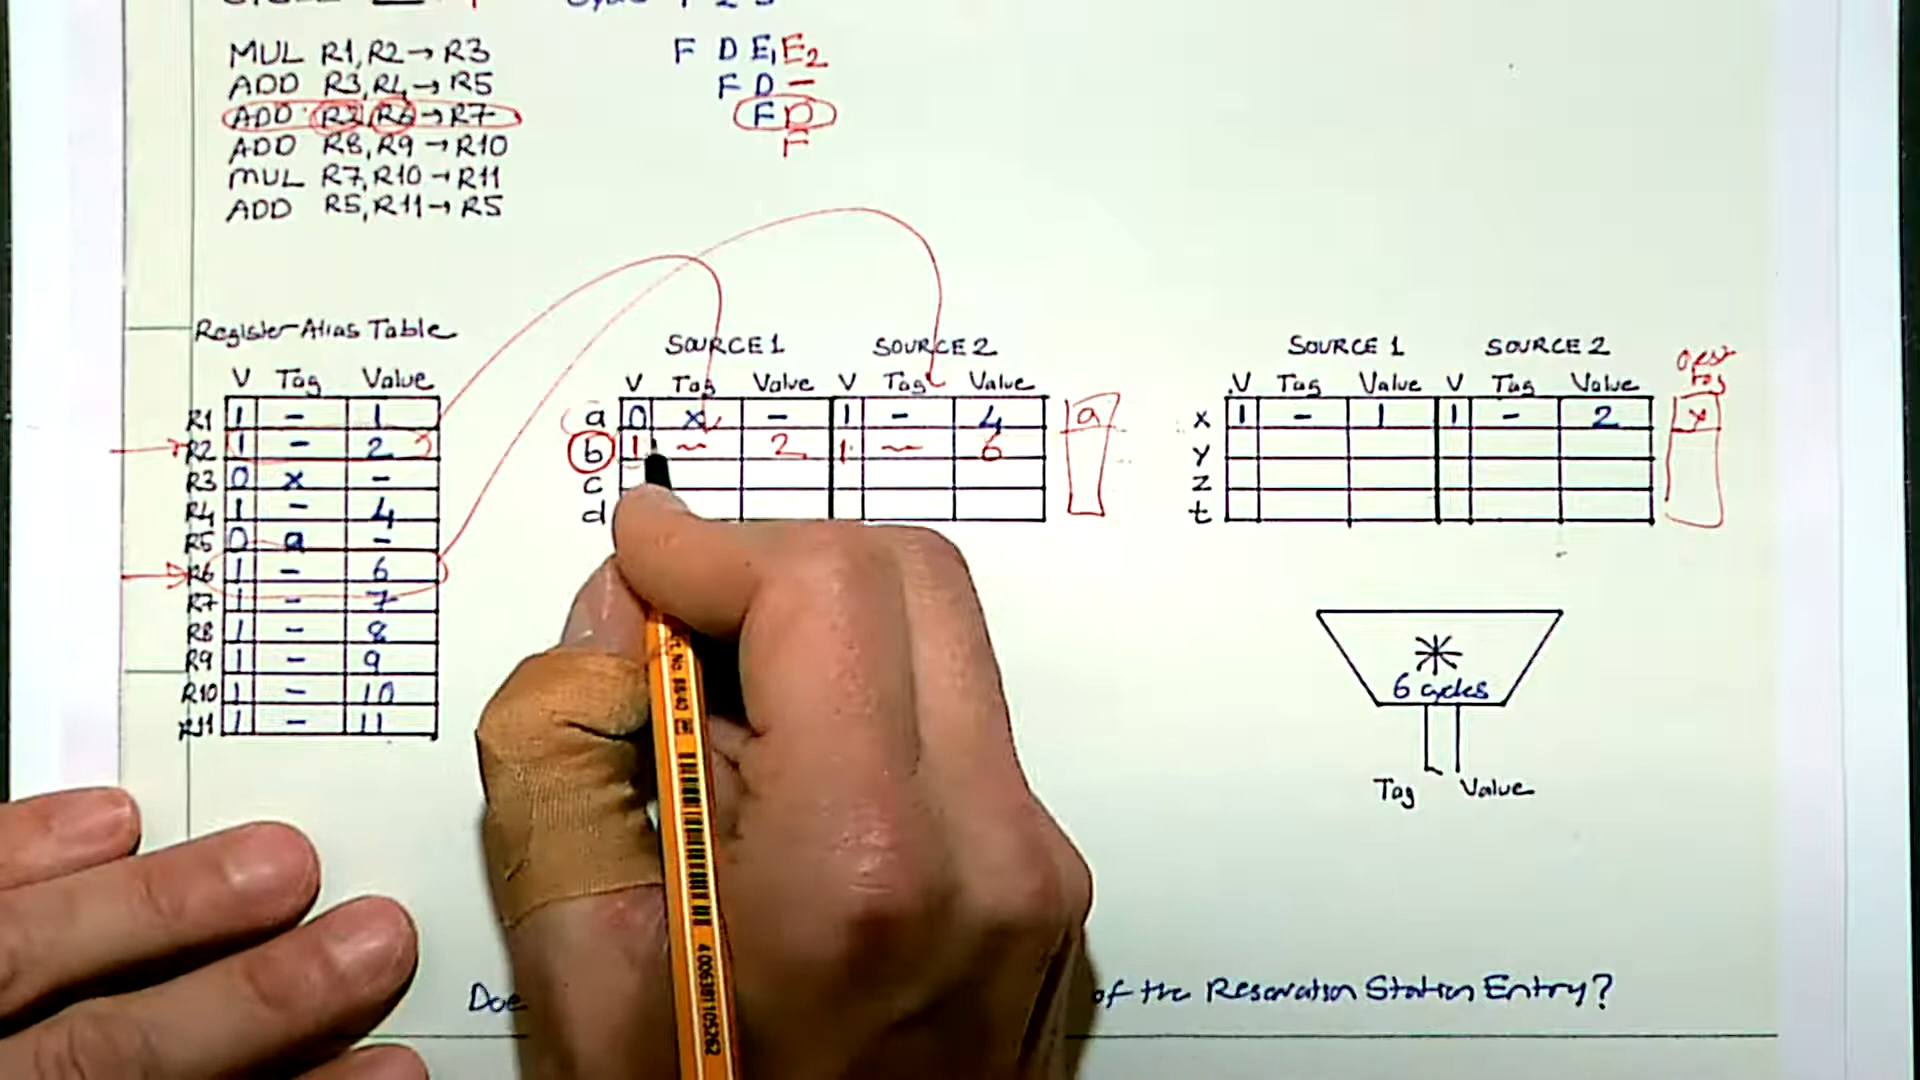 MUL R1, R2 → R3 F D E1 E2
ADD R3, R4 → R5 F D -
ADD R2, R6 → R7 F D
ADD R8, R9 → R10 F
MUL R7, R10 → R11
ADD R5, R11 → R5
Register Alias Table
V Tag Value
R1 1 - 1
R2 1 - 2
R3 0 x -
R4 1 - 4
R5 0 a -
R6 1 - 6
R7 1 - 7
R8 1 - 8
R9 1 - 9
R10 1 - 10
R11 1 - 11
SOURCE 1 SOURCE 2
V Tag Value V Tag Value
a 0 x - 1 - 4 a
b 1 ~ 2 1 ~ 6
c
d
SOURCE 1 SOURCE 2 Dest
V Tag Value V Tag Value Tag
x 1 - 1 1 - 2 x
y
z
t
*
6 cycles
Tag Value
of the Reservation Station Entry?
4 006381 105262